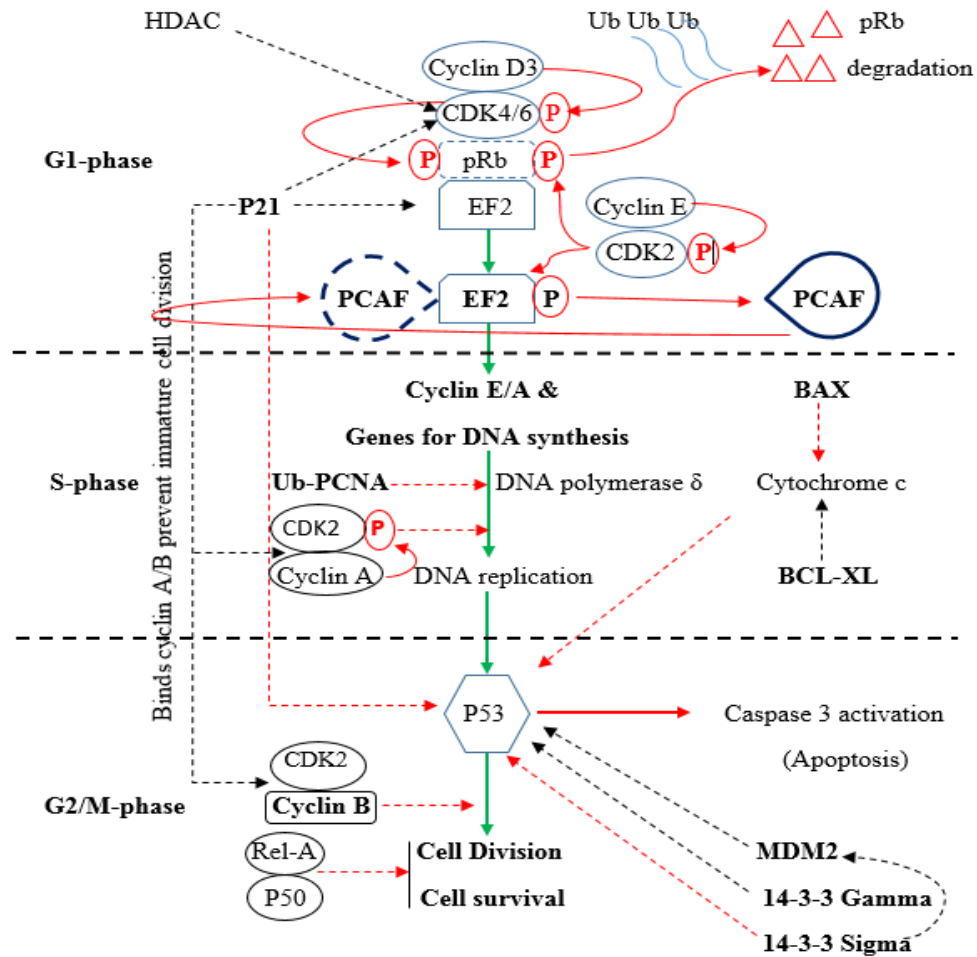 HDAC
Ub Ub Ub
pRb
degradation
Cyclin D3
CDK4/6
P
G1-phase
P
pRb
P
P21
EF2
Cyclin E
CDK2
P
PCAF
EF2
P
PCAF
Binds cyclin A/B prevent immature cell division
Cyclin E/A &
BAX
Genes for DNA synthesis
S-phase
Ub-PCNA
DNA polymerase δ
Cytochrome c
CDK2
P
Cyclin A
DNA replication
BCL-XL
P53
Caspase 3 activation
(Apoptosis)
CDK2
G2/M-phase
Cyclin B
Rel-A
Cell Division
MDM2
P50
Cell survival
14-3-3 Gamma
14-3-3 Sigma